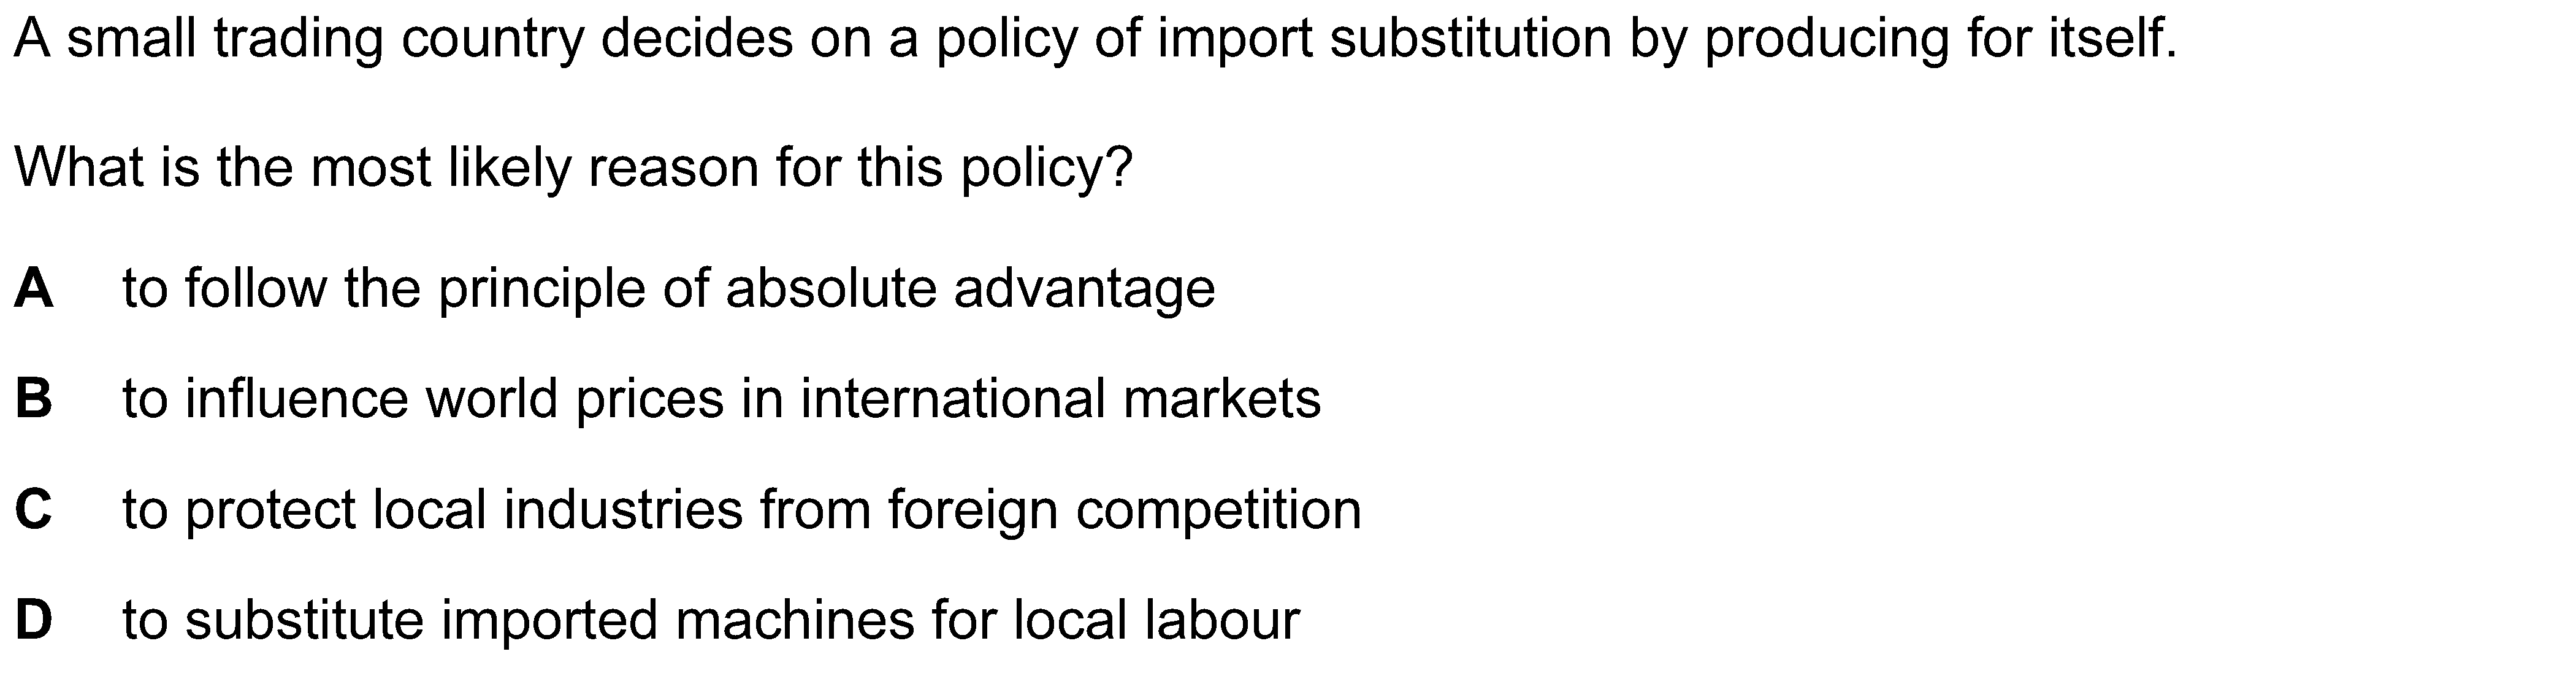 A small trading country decides on a policy of import substitution by producing for itself.
What is the most likely reason for this policy?
A to follow the principle of absolute advantage
B to influence world prices in international markets
C to protect local industries from foreign competition
D to substitute imported machines for local labour